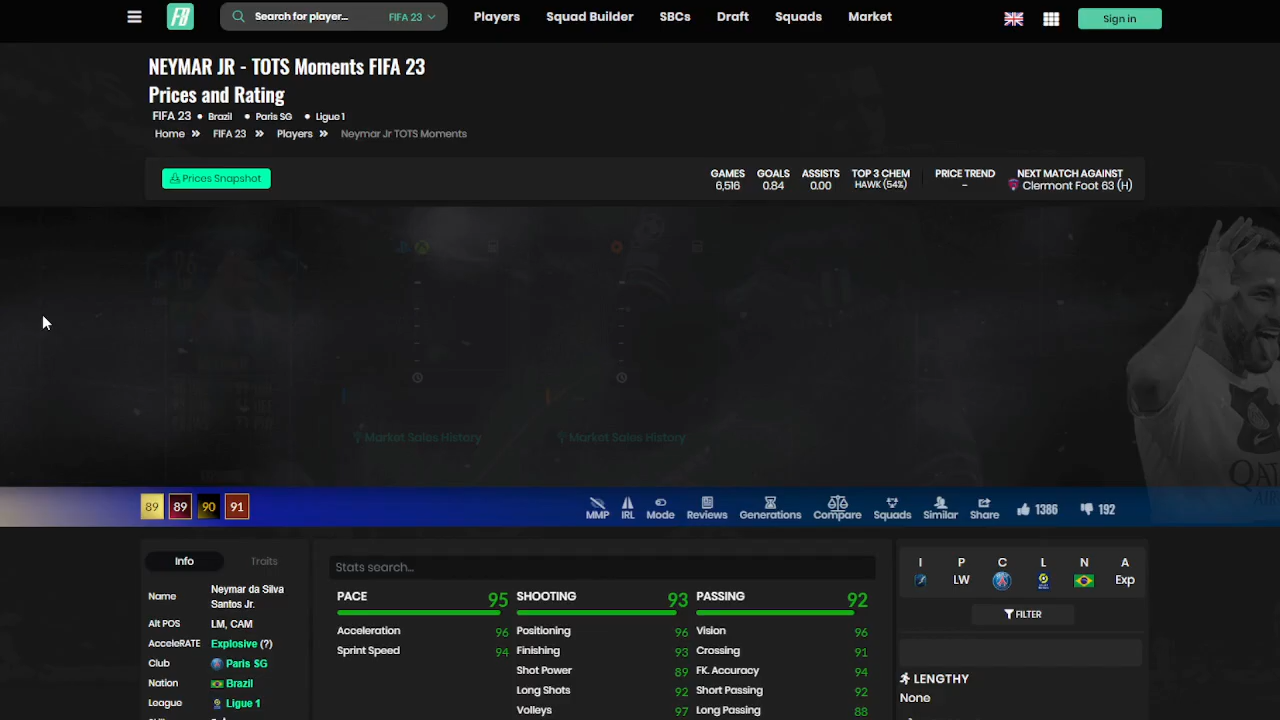 FB
Search for player...
FIFA 23
Players
Squad Builder
SBCs
Draft
Squads
Market
Sign in
NEYMAR JR - TOTS Moments FIFA 23
Prices and Rating
FIFA 23 • Brazil • Paris SG • Ligue 1
Home » FIFA 23 » Players » Neymar Jr TOTS Moments
Prices Snapshot
GAMES
6,516
GOALS
0.84
ASSISTS
0.00
TOP 3 CHEM
HAWK (54%)
PRICE TREND
-
NEXT MATCH AGAINST
Clermont Foot 63 (H)
96
Market Sales History
Market Sales History
89 89 90 91
MMP
IRL
Mode
Reviews
Generations
Compare
Squads
Similar
Share
1386
192
Info
Traits
Name Neymar da Silva
Santos Jr.
Alt POS LM, CAM
AcceleRATE Explosive (?)
Club Paris SG
Nation Brazil
League Ligue 1
Stats search...
PACE 95
Acceleration 96
Sprint Speed 94
SHOOTING 93
Positioning 96
Finishing 93
Shot Power 89
Long Shots 92
Volleys 97
PASSING 92
Vision 96
Crossing 91
FK. Accuracy 94
Short Passing 92
Long Passing 88
I P C L N A
LW Exp
FILTER
LENGTHY
None